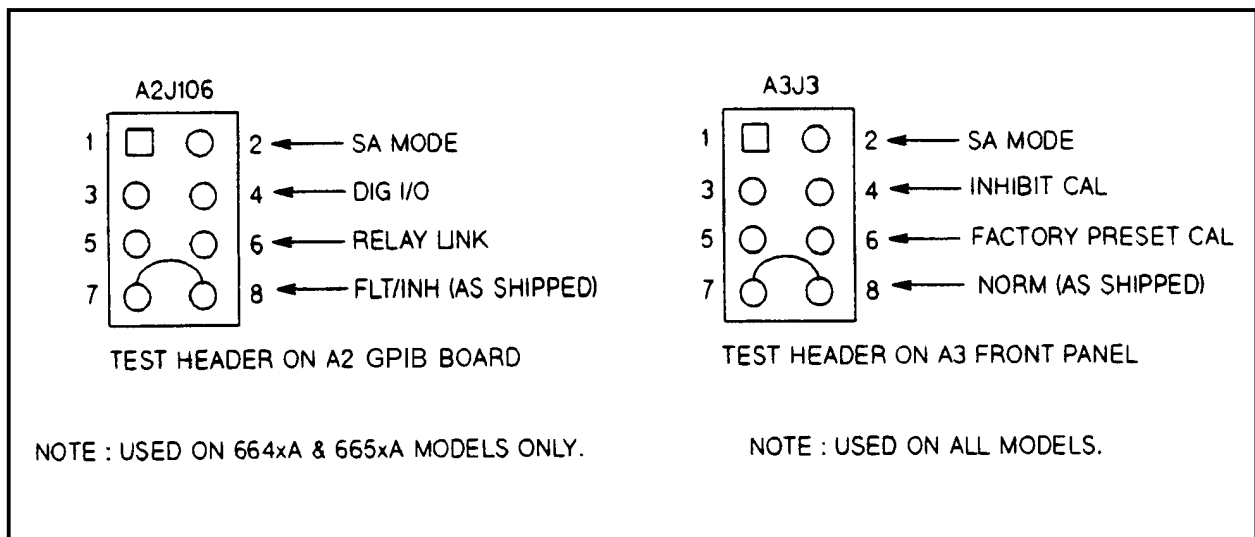 A2J106
1 2 SA MODE
3 4 DIG I/O
5 6 RELAY LINK
7 8 FLT/INH (AS SHIPPED)
TEST HEADER ON A2 GPIB BOARD
NOTE : USED ON 664xA & 665xA MODELS ONLY.
A3J3
1 2 SA MODE
3 4 INHIBIT CAL
5 6 FACTORY PRESET CAL
7 8 NORM (AS SHIPPED)
TEST HEADER ON A3 FRONT PANEL
NOTE : USED ON ALL MODELS.